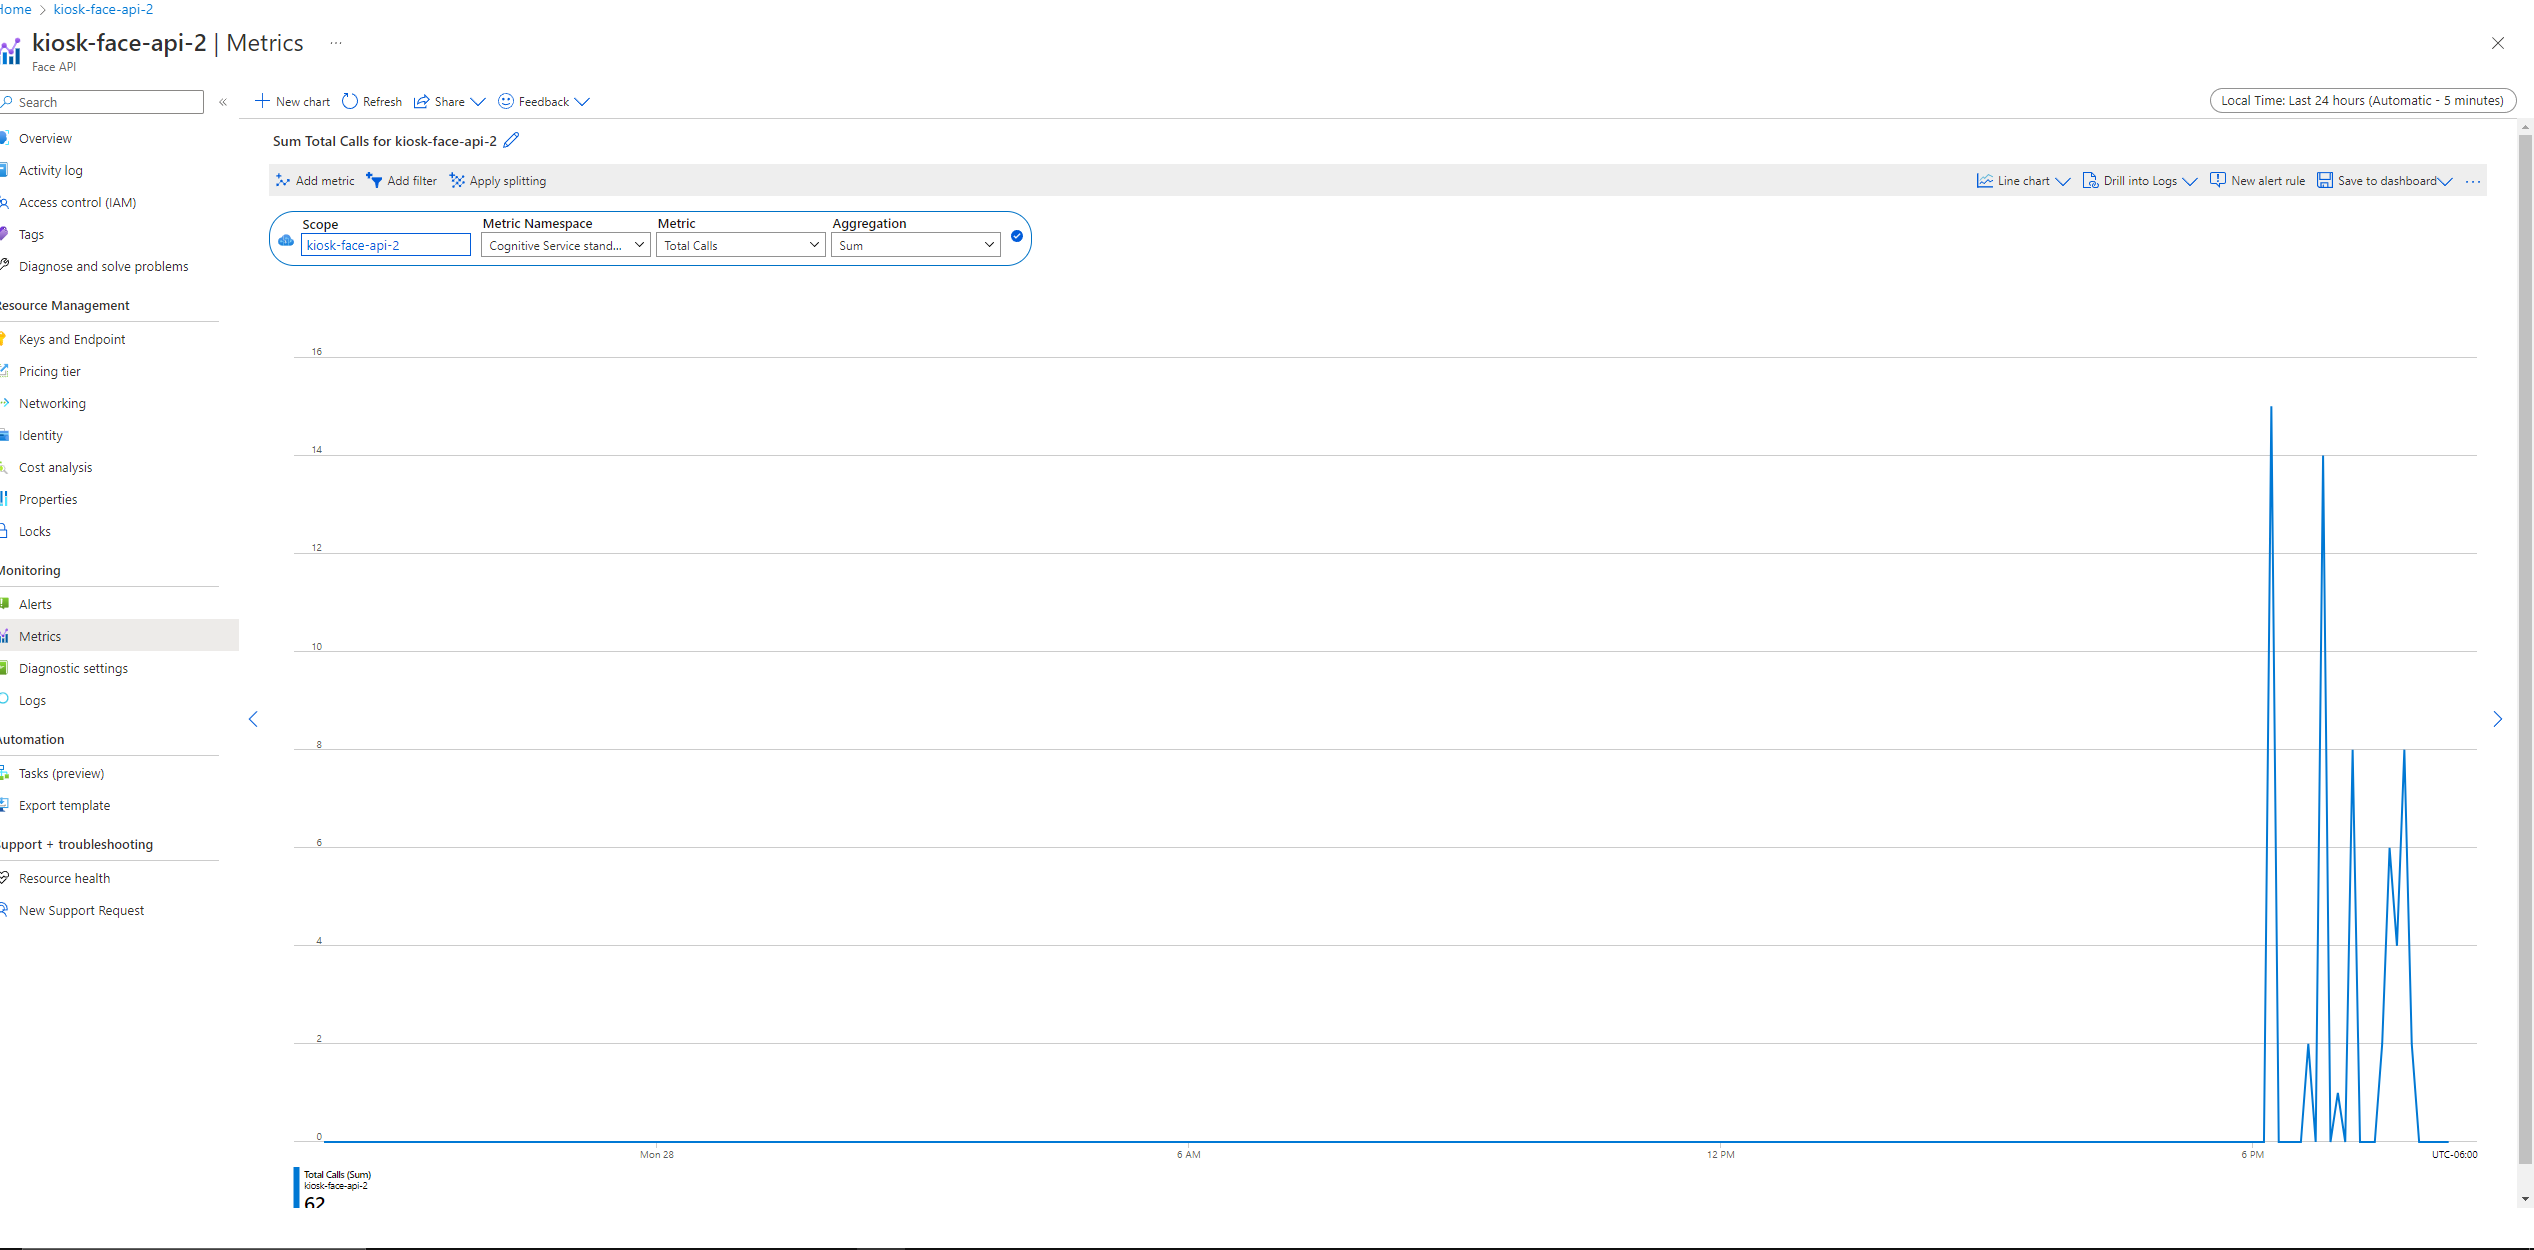 Home > kiosk-face-api-2
kiosk-face-api-2 | Metrics ...
Face API
Search «
Overview
Activity log
Access control (IAM)
Tags
Diagnose and solve problems
Resource Management
Keys and Endpoint
Pricing tier
Networking
Identity
Cost analysis
Properties
Locks
Monitoring
Alerts
Metrics
Diagnostic settings
Logs
Automation
Tasks (preview)
Export template
Support + troubleshooting
Resource health
New Support Request
New chart Refresh Share Feedback
Local Time: Last 24 hours (Automatic - 5 minutes)
Sum Total Calls for kiosk-face-api-2
Add metric Add filter Apply splitting
Line chart Drill into Logs New alert rule Save to dashboard ...
Scope Metric Namespace Metric Aggregation
kiosk-face-api-2 Cognitive Service stand... Total Calls Sum
16
14
12
10
8
6
4
2
0
Mon 28 6 AM 12 PM 6 PM UTC-06:00
Total Calls (Sum)
kiosk-face-api-2
62